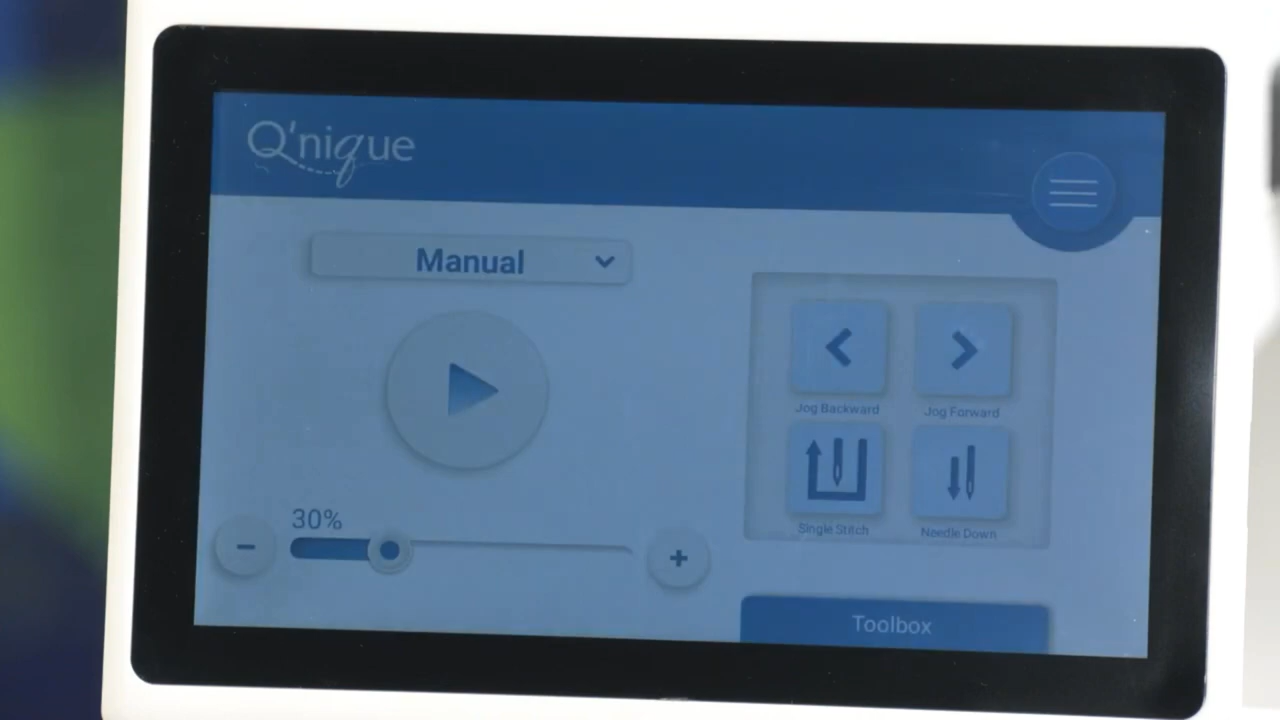 Q'nique
Manual
Jog Backward
Jog Forward
Single Stitch
Needle Down
30%
Toolbox